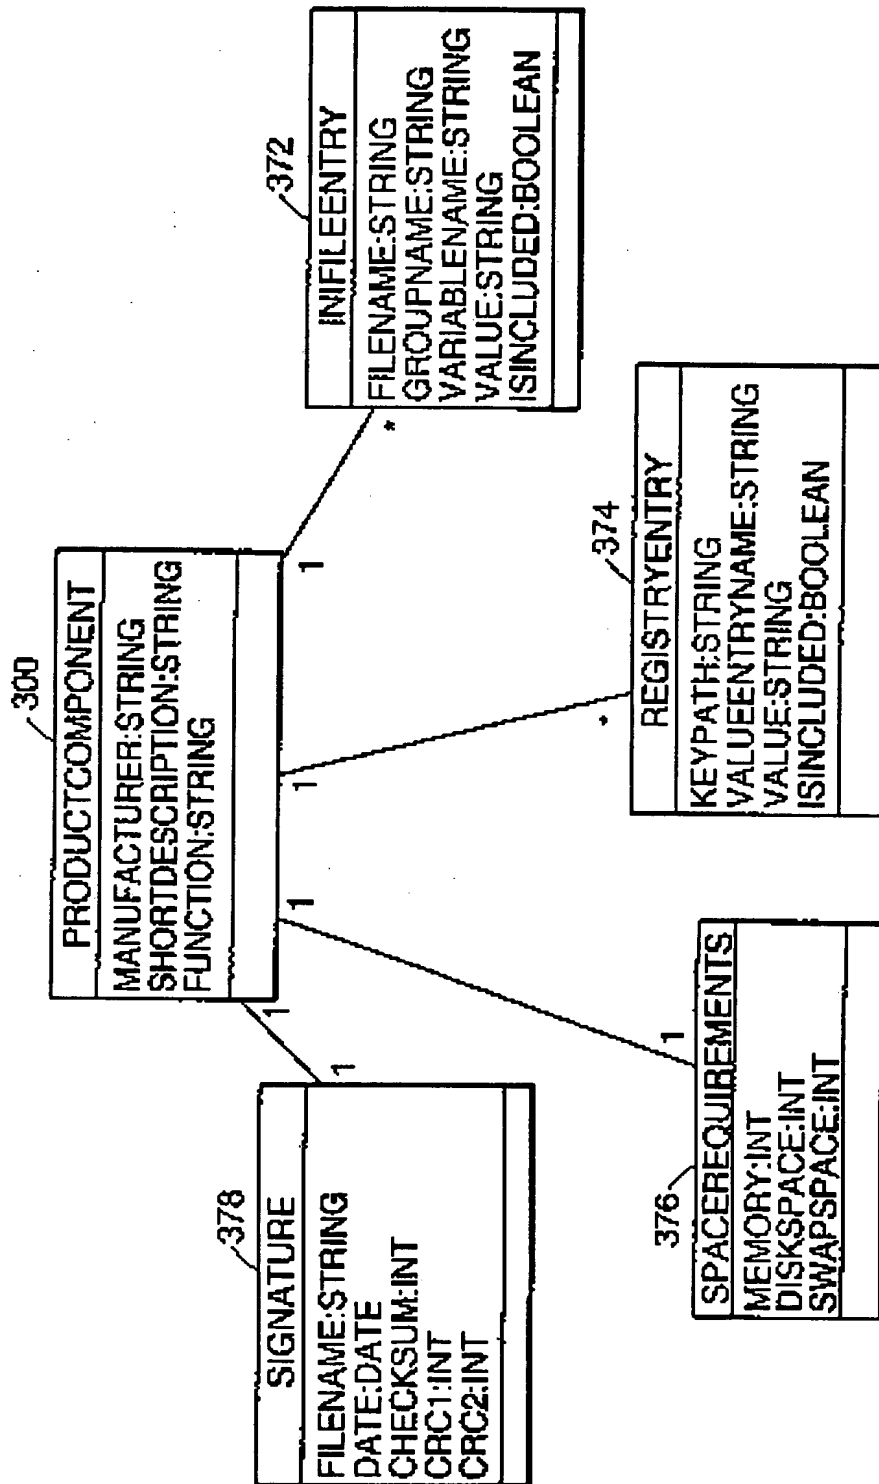 300
PRODUCTCOMPONENT
MANUFACTURER:STRING
SHORTDESCRIPTION:STRING
FUNCTION:STRING
1
1
1
1
378
SIGNATURE
FILENAME:STRING
DATE:DATE
CHECKSUM:INT
CRC1:INT
CRC2:INT
1
372
INIFILEENTRY
FILENAME:STRING
GROUPNAME:STRING
VARIABLENAME:STRING
VALUE:STRING
ISINCLUDED:BOOLEAN
*
376
SPACEREQUIREMENTS
MEMORY:INT
DISKSPACE:INT
SWAPSPACE:INT
1
374
REGISTRYENTRY
KEYPATH:STRING
VALUEENTRYNAME:STRING
VALUE:STRING
ISINCLUDED:BOOLEAN
*